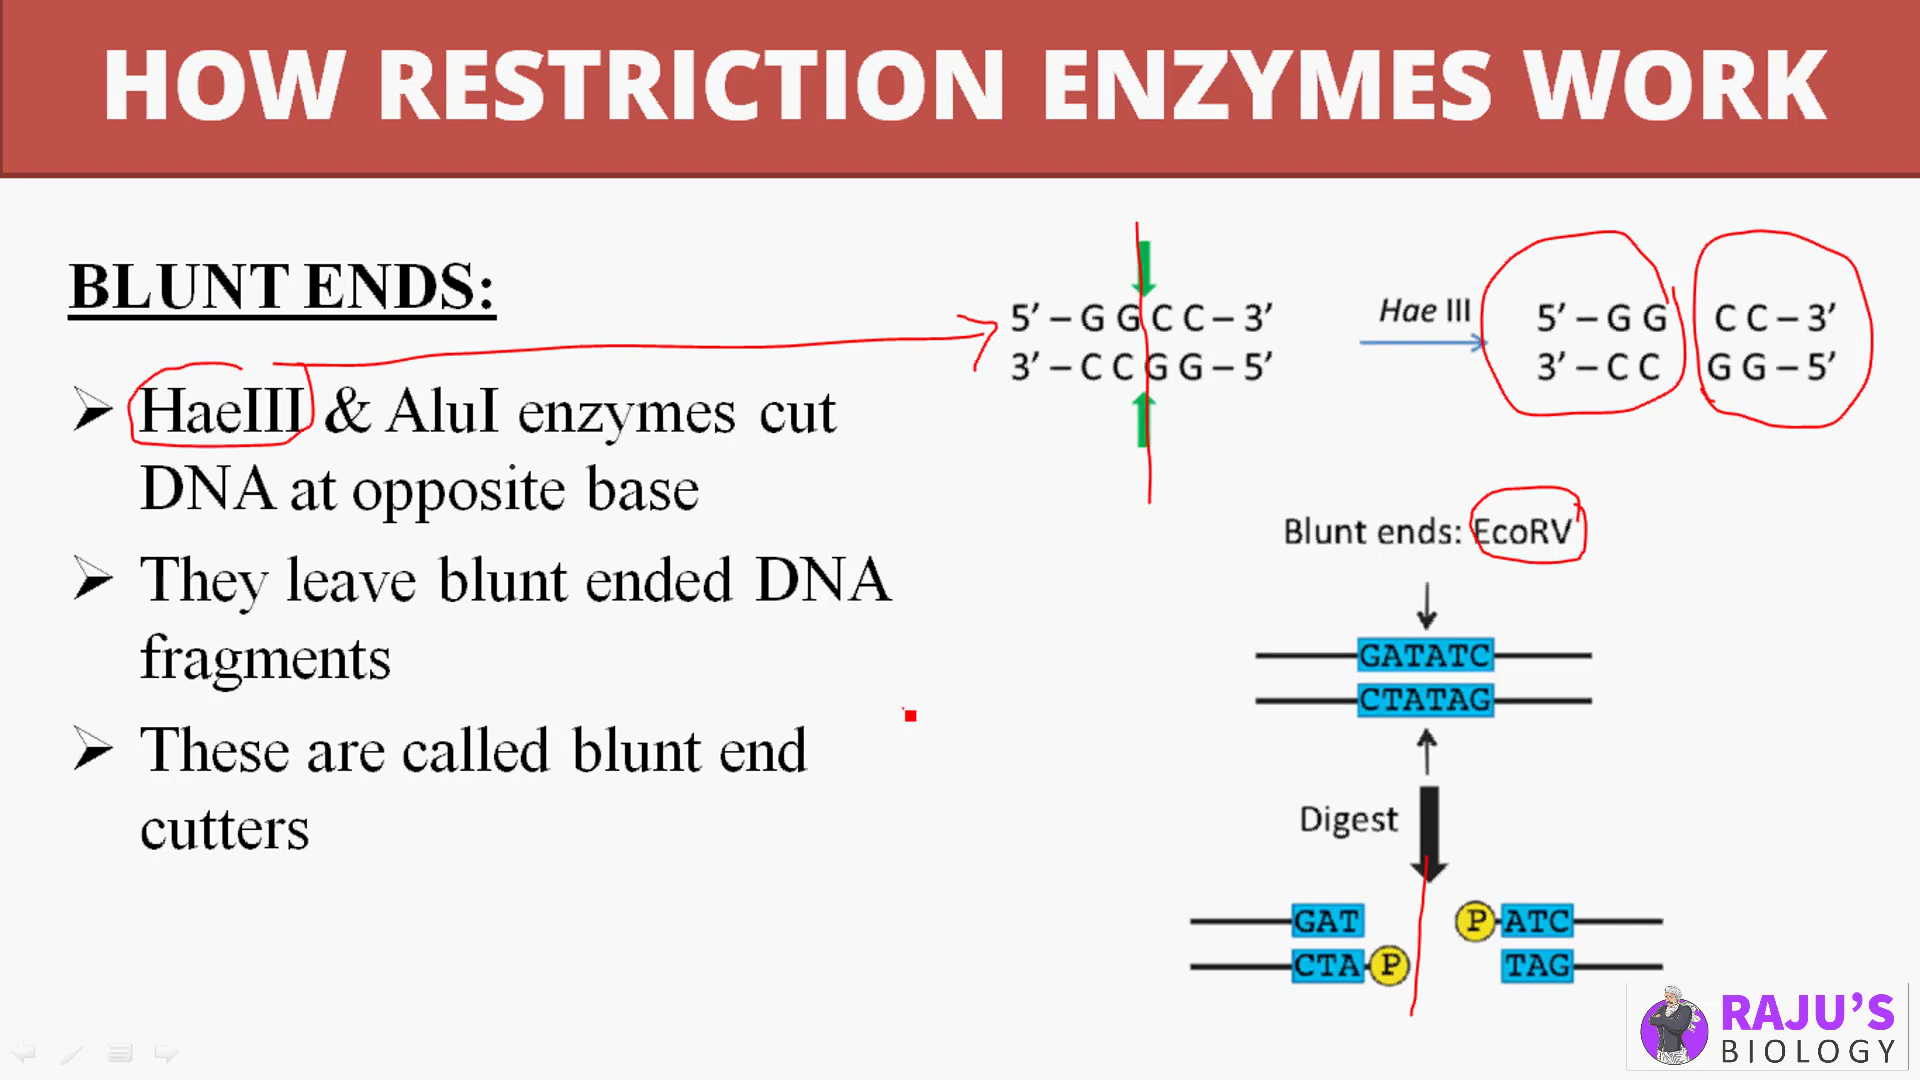 HOW RESTRICTION ENZYMES WORK
BLUNT ENDS:
HaeIII & AluI enzymes cut
DNA at opposite base
They leave blunt ended DNA
fragments
These are called blunt end
cutters
5’ – G G C C – 3’
3’ – C C G G – 5’
Hae III
5’ – G G C C – 3’
3’ – C C G G – 5’
Blunt ends: EcoRV
GATATC
CTATAG
Digest
GAT P ATC
CTA P TAG
RAJU’S
BIOLOGY